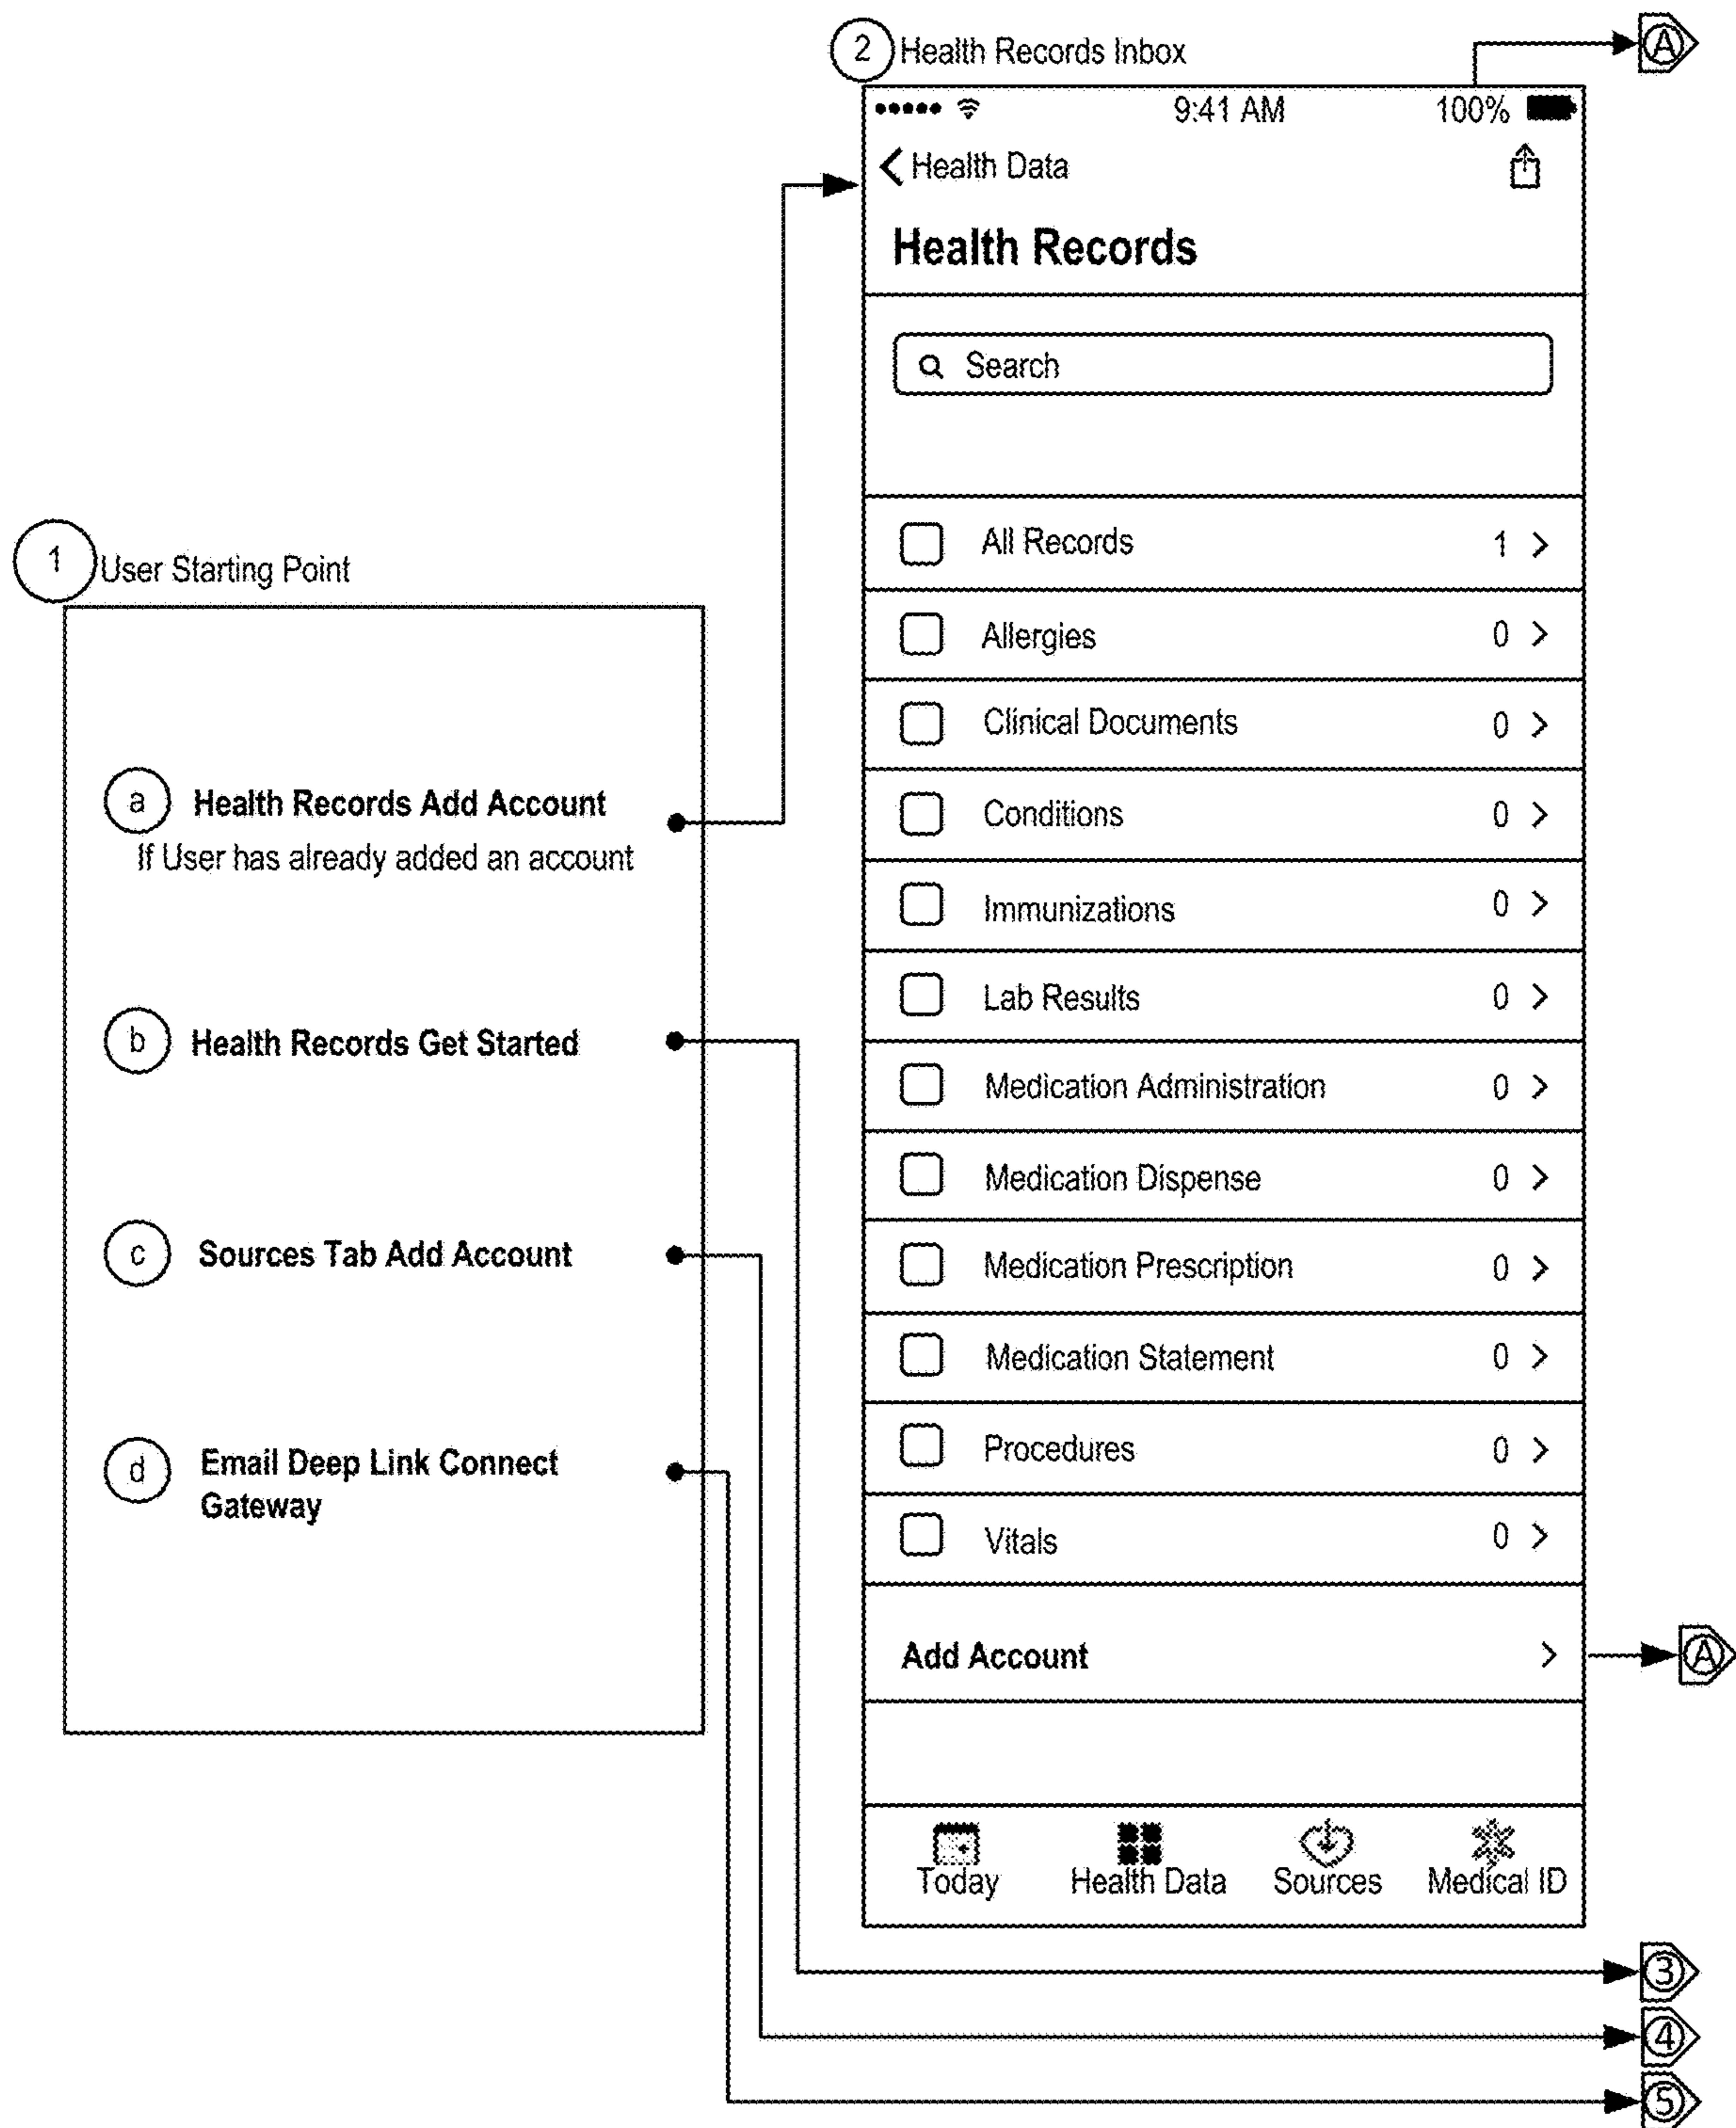 2 Health Records Inbox
A
9:41 AM 100%
Health Data
Health Records
Search
All Records 1 >
Allergies 0 >
Clinical Documents 0 >
Conditions 0 >
Immunizations 0 >
Lab Results 0 >
Medication Administration 0 >
Medication Dispense 0 >
Medication Prescription 0 >
Medication Statement 0 >
Procedures 0 >
Vitals 0 >
Add Account >
A
Today Health Data Sources Medical ID
1 User Starting Point
a Health Records Add Account
If User has already added an account
b Health Records Get Started
c Sources Tab Add Account
d Email Deep Link Connect
Gateway
3
4
5